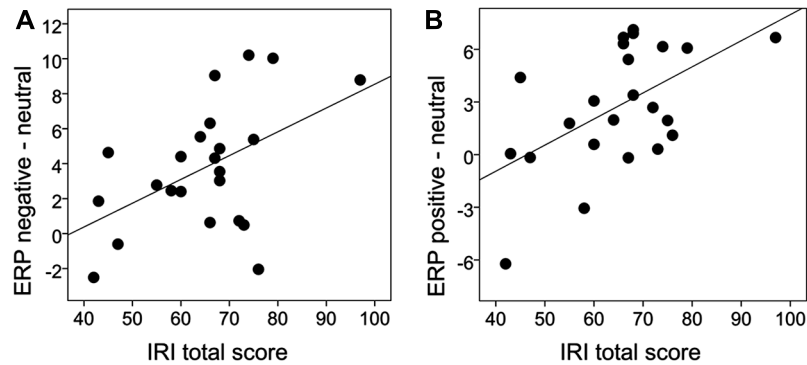 A
ERP negative - neutral
12
10
8
6
4
2
0
-2
40 50 60 70 80 90 100
IRI total score
B
ERP positive - neutral
6
3
0
-3
-6
40 50 60 70 80 90 100
IRI total score